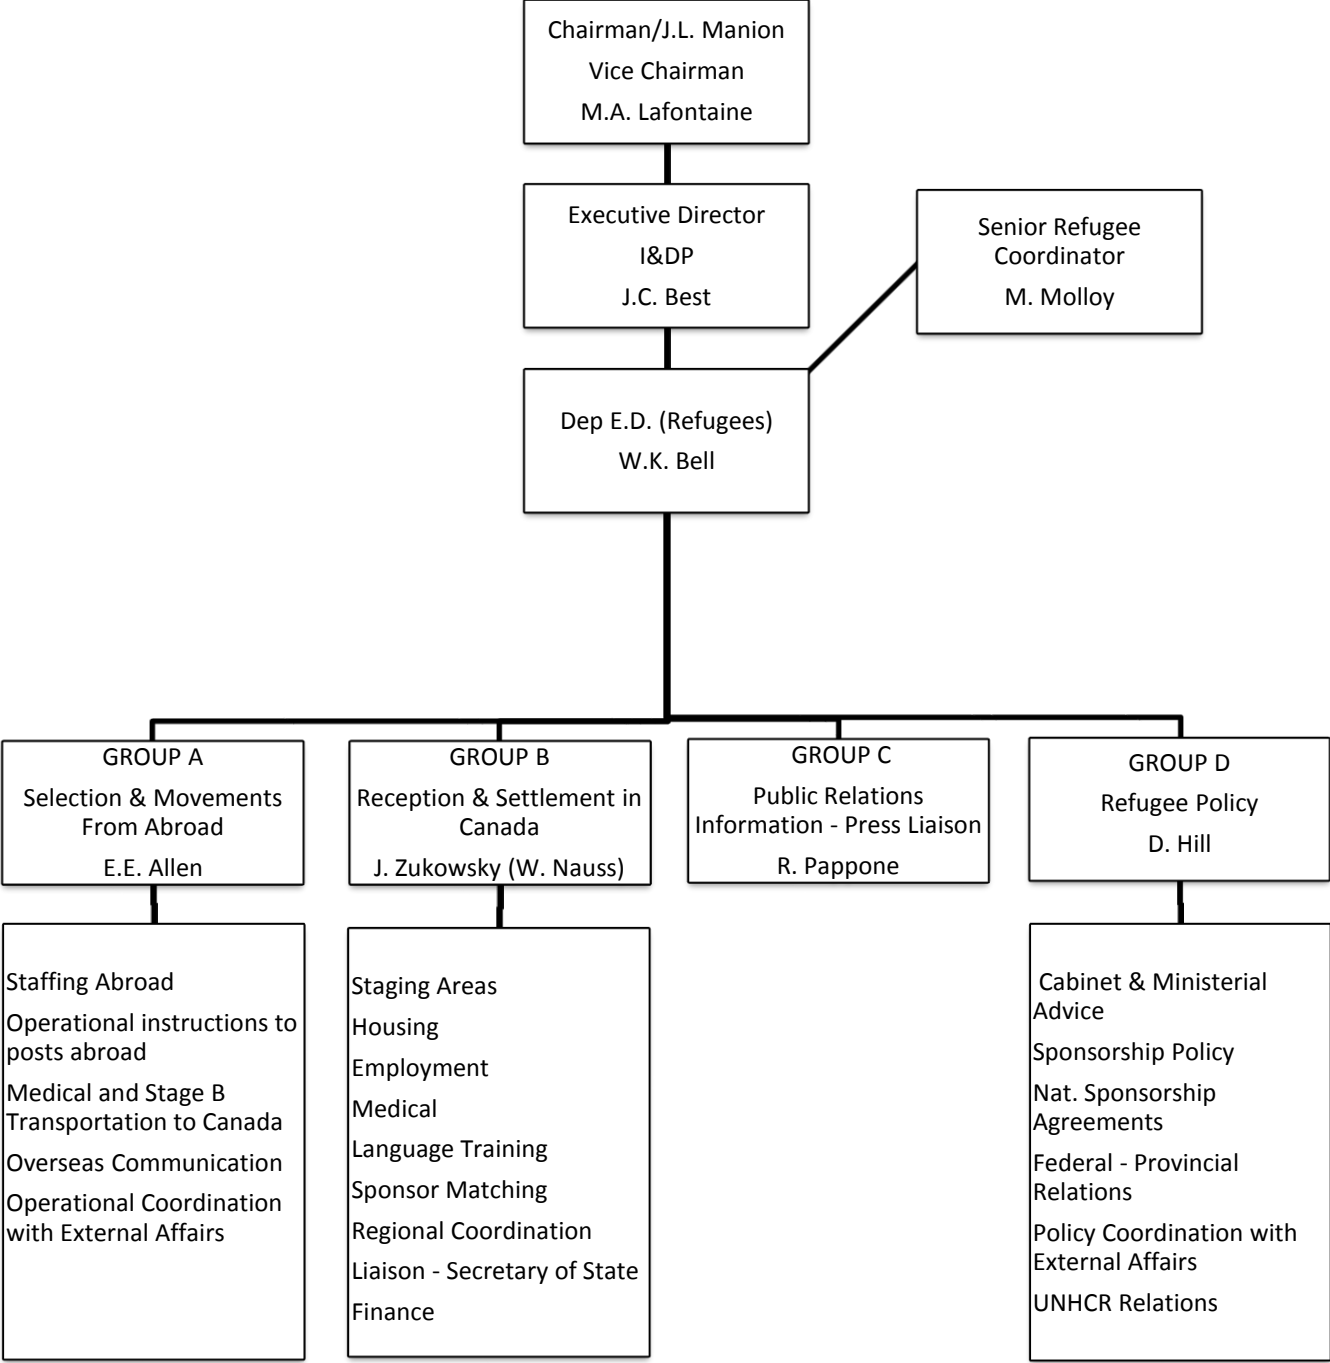 Chairman/J.L. Manion
Vice Chairman
M.A. Lafontaine
Executive Director
I&DP
J.C. Best
Senior Refugee
Coordinator
M. Molloy
Dep E.D. (Refugees)
W.K. Bell
GROUP A
Selection & Movements
From Abroad
E.E. Allen
GROUP B
Reception & Settlement in
Canada
J. Zukowsky (W. Nauss)
GROUP C
Public Relations
Information - Press Liaison
R. Pappone
GROUP D
Refugee Policy
D. Hill
Staffing Abroad
Operational instructions to
posts abroad
Medical and Stage B
Transportation to Canada
Overseas Communication
Operational Coordination
with External Affairs
Staging Areas
Housing
Employment
Medical
Language Training
Sponsor Matching
Regional Coordination
Liaison - Secretary of State
Finance
Cabinet & Ministerial
Advice
Sponsorship Policy
Nat. Sponsorship
Agreements
Federal - Provincial
Relations
Policy Coordination with
External Affairs
UNHCR Relations